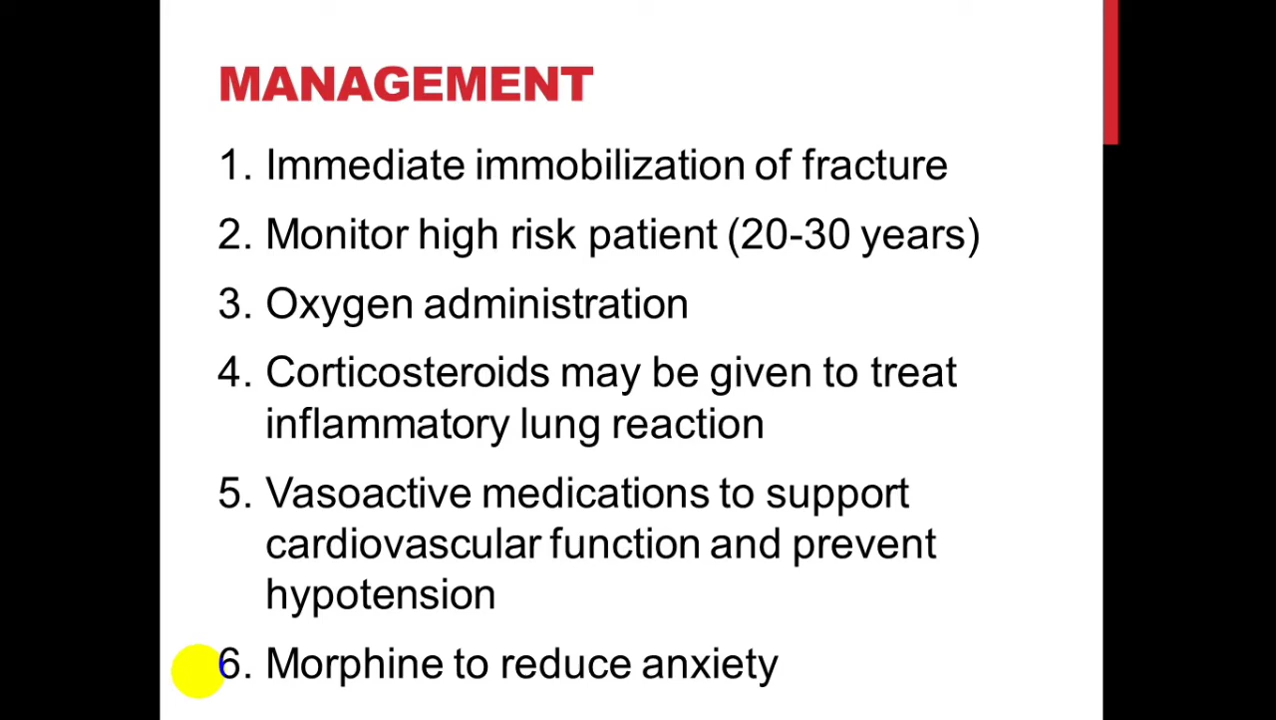 MANAGEMENT
1. Immediate immobilization of fracture
2. Monitor high risk patient (20-30 years)
3. Oxygen administration
4. Corticosteroids may be given to treat
inflammatory lung reaction
5. Vasoactive medications to support
cardiovascular function and prevent
hypotension
6. Morphine to reduce anxiety